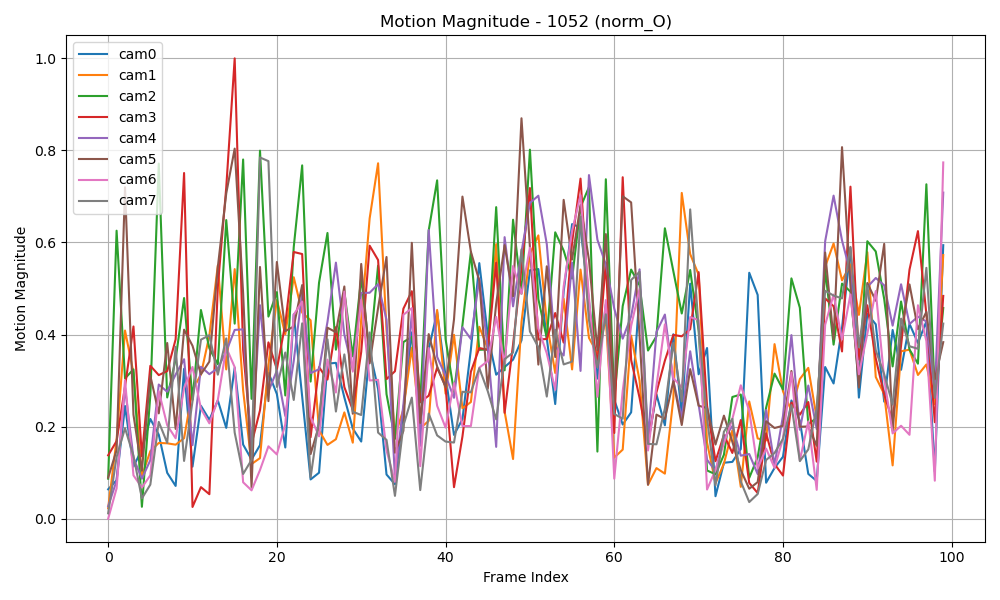 Motion Magnitude - 1052 (norm_O)
Motion Magnitude
1.0
0.8
0.6
0.4
0.2
0.0
cam0
cam1
cam2
cam3
cam4
cam5
cam6
cam7
0 20 40 60 80 100
Frame Index